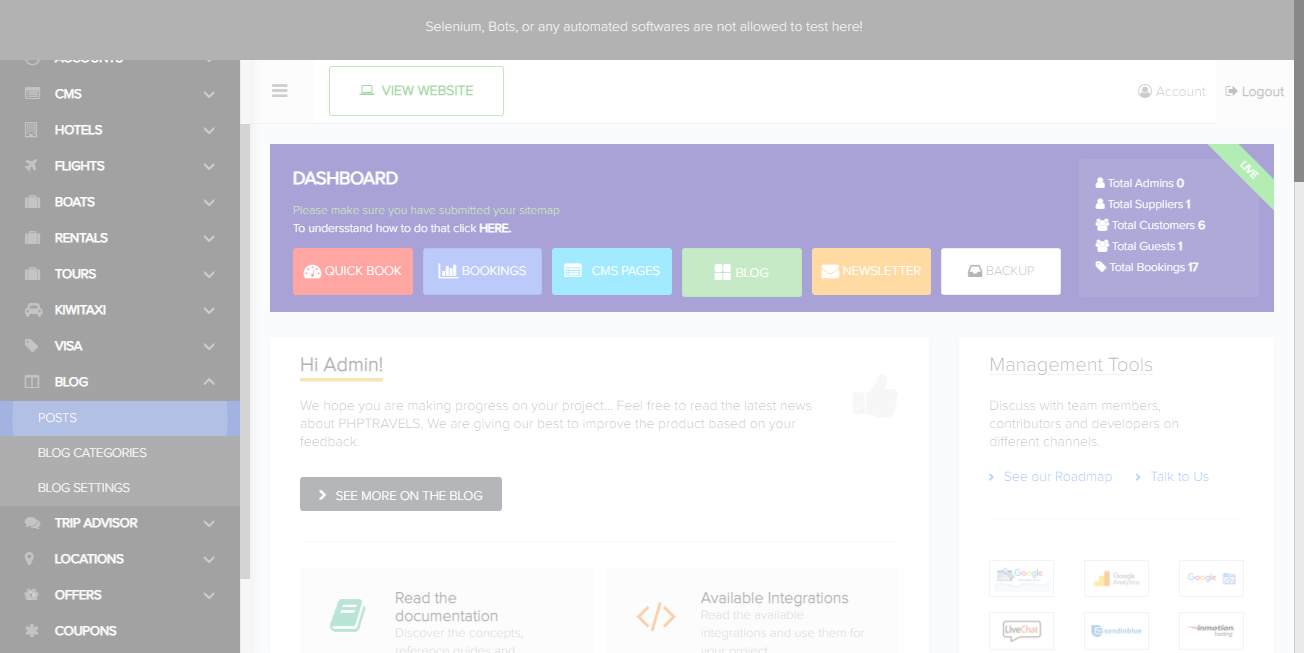 Selenium, Bots, or any automated softwares are not allowed to test here!
ACCOUNTS
CMS
HOTELS
FLIGHTS
BOATS
RENTALS
TOURS
KIWITAXI
VISA
BLOG
POSTS
BLOG CATEGORIES
BLOG SETTINGS
TRIP ADVISOR
LOCATIONS
OFFERS
COUPONS
VIEW WEBSITE
Account
Logout
DASHBOARD
Please make sure you have submitted your sitemap
To undersstand how to do that click HERE.
QUICK BOOK
BOOKINGS
CMS PAGES
BLOG
NEWSLETTER
BACKUP
Total Admins 0
Total Suppliers 1
Total Customers 6
Total Guests 1
Total Bookings 17
LIVE
Hi Admin!
We hope you are making progress on your project... Feel free to read the latest news
about PHPTRAVELS. We are giving our best to improve the product based on your
feedback.
SEE MORE ON THE BLOG
Read the
documentation
Discover the concepts,
reference guides and
Available Integrations
Read the available
integrations and use them for
your project
Management Tools
Discuss with team members,
contributors and developers on
different channels.
See our Roadmap
Talk to Us
Google
Google
Analytics
Google
LiveChat
sendinblue
inmotion
hosting